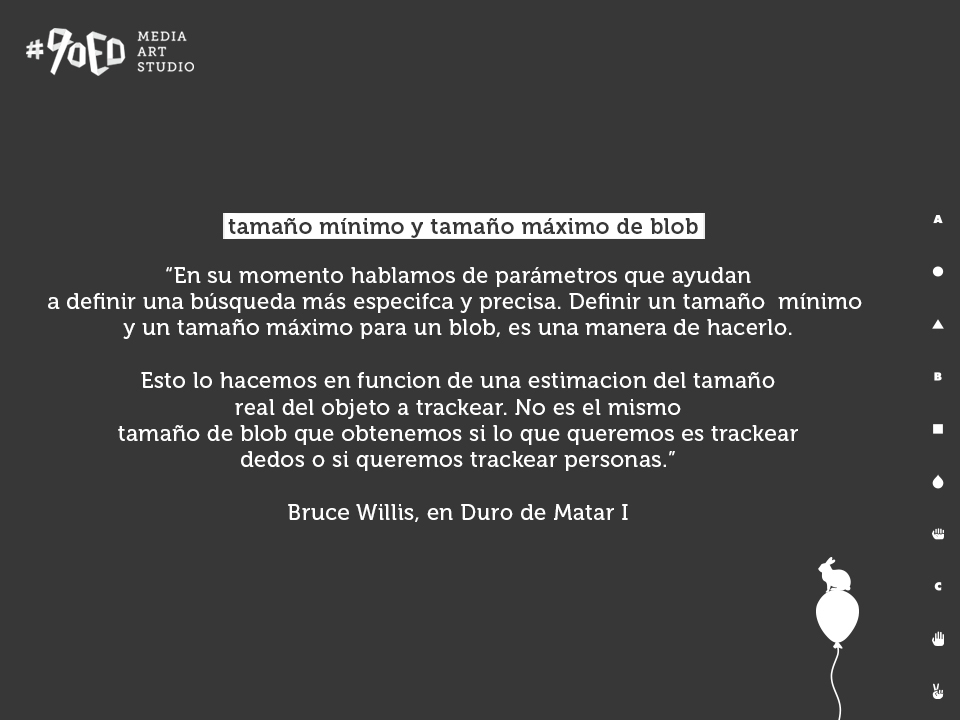 #90ED MEDIA
ART
STUDIO
tamaño mínimo y tamaño máximo de blob
“En su momento hablamos de parámetros que ayudan
a definir una búsqueda más especifca y precisa. Definir un tamaño mínimo
y un tamaño máximo para un blob, es una manera de hacerlo.
Esto lo hacemos en funcion de una estimacion del tamaño
real del objeto a trackear. No es el mismo
tamaño de blob que obtenemos si lo que queremos es trackear
dedos o si queremos trackear personas.”
Bruce Willis, en Duro de Matar I
A
B
C